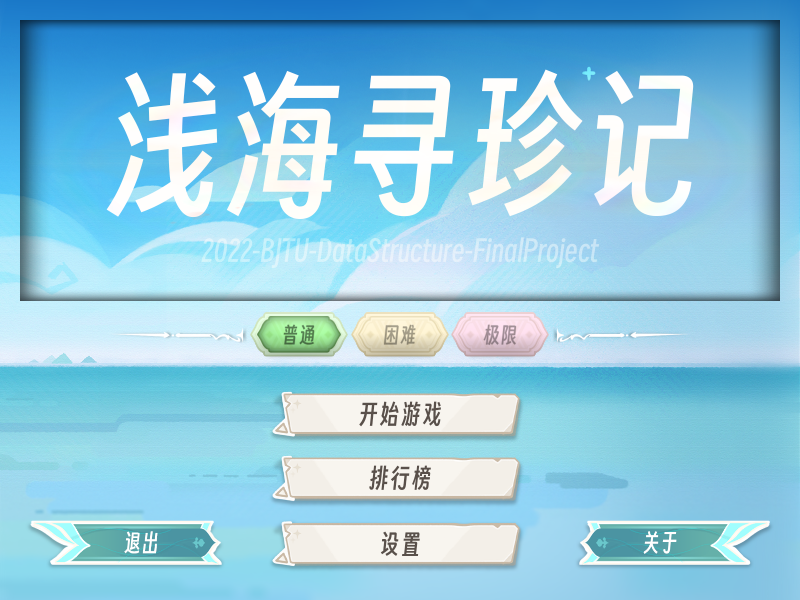 浅海寻珍记
2022-BJTU-DataStructure-FinalProject
普通 困难 极限
开始游戏
排行榜
退出 设置 关于